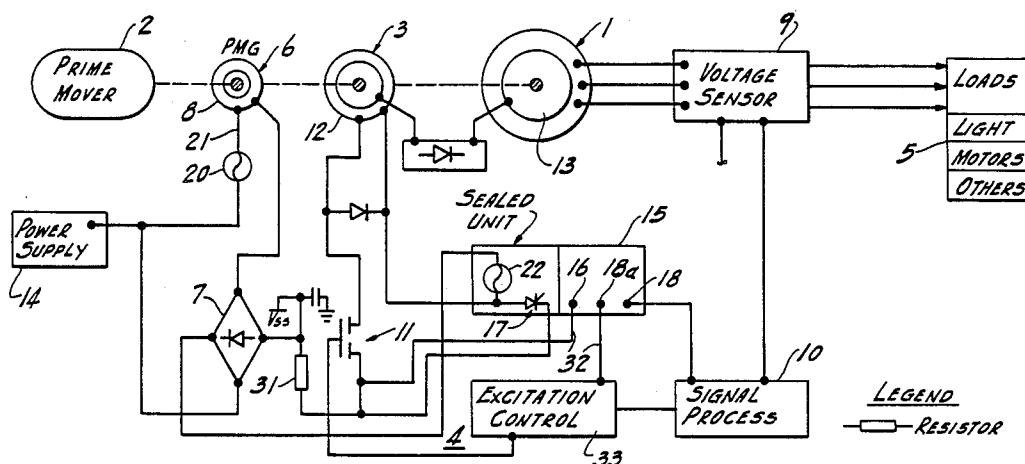 2
PRIME
MOVER
PMG
6
8
21
20
3
12
1
13
9
VOLTAGE
SENSOR
LOADS
LIGHT
MOTORS
OTHERS
5
POWER
SUPPLY
14
7
VSS
31
11
SEALED
UNIT
15
22
16
18a
18
17
32
EXCITATION
CONTROL
33
4
10
SIGNAL
PROCESS
LEGEND
RESISTOR